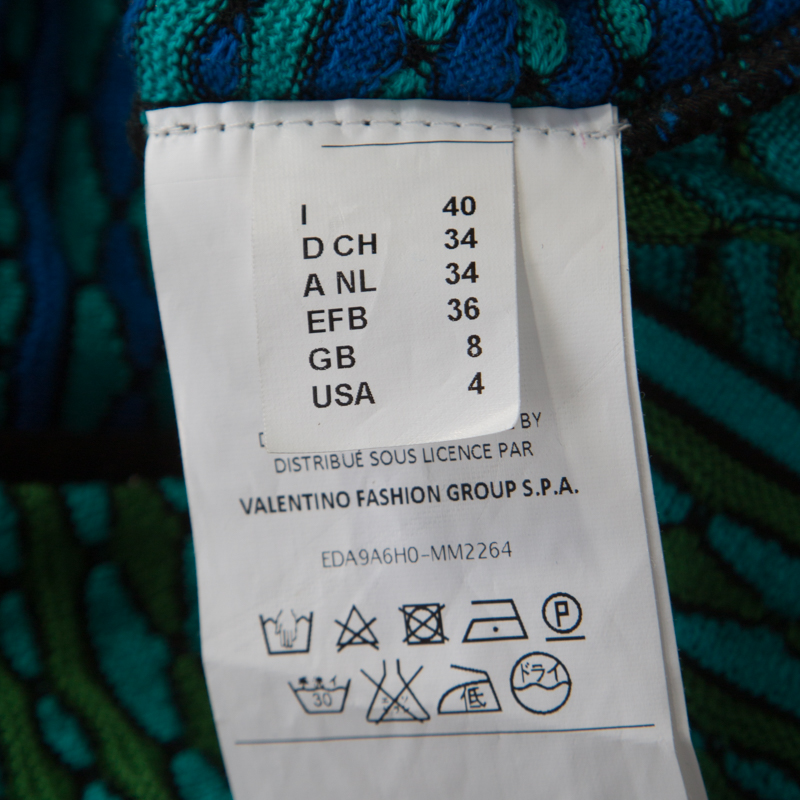 I 40
D CH 34
A NL 34
EFB 36
GB 8
USA 4
BY
DISTRIBUÉ SOUS LICENCE PAR
VALENTINO FASHION GROUP S.P.A.
EDA9A6H0-MM2264
P
30 低 ドライ